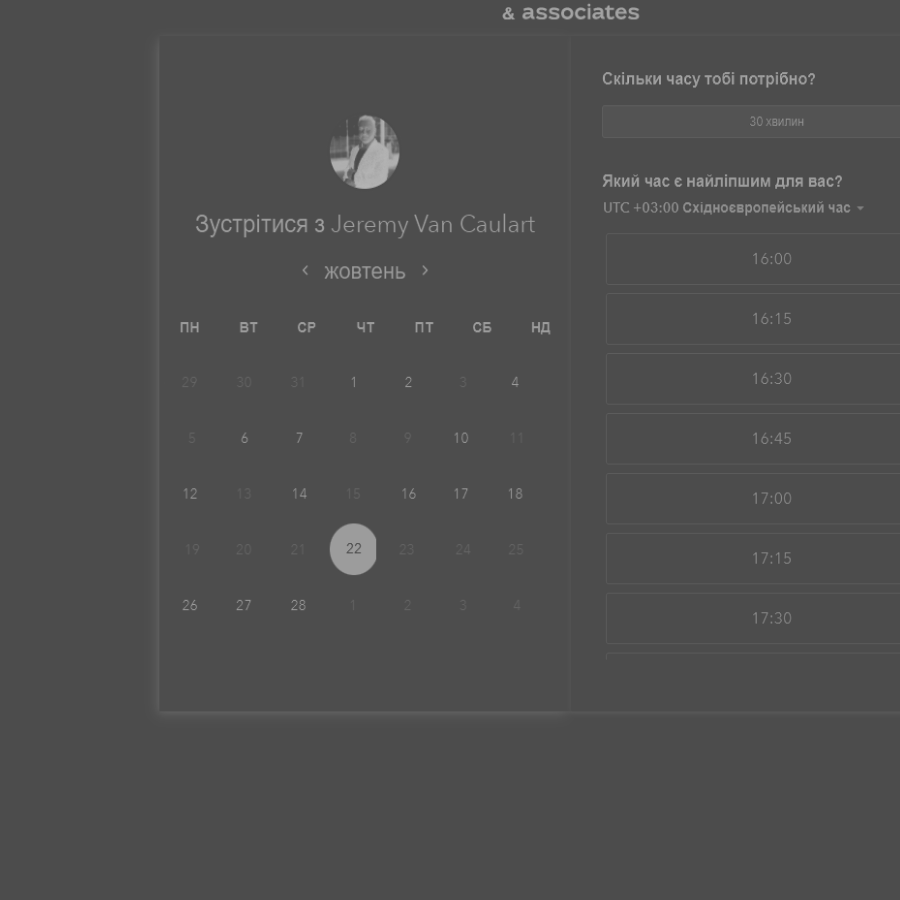 & associates
Зустрітися з Jeremy Van Caulart
жовтень
ПН ВТ СР ЧТ ПТ СБ НД
29 30 31 1 2 3 4
5 6 7 8 9 10 11
12 13 14 15 16 17 18
19 20 21 22 23 24 25
26 27 28 1 2 3 4
Скільки часу тобі потрібно?
30 хвилин
Який час є найліпшим для вас?
UTC +03:00 Східноєвропейський час
16:00
16:15
16:30
16:45
17:00
17:15
17:30